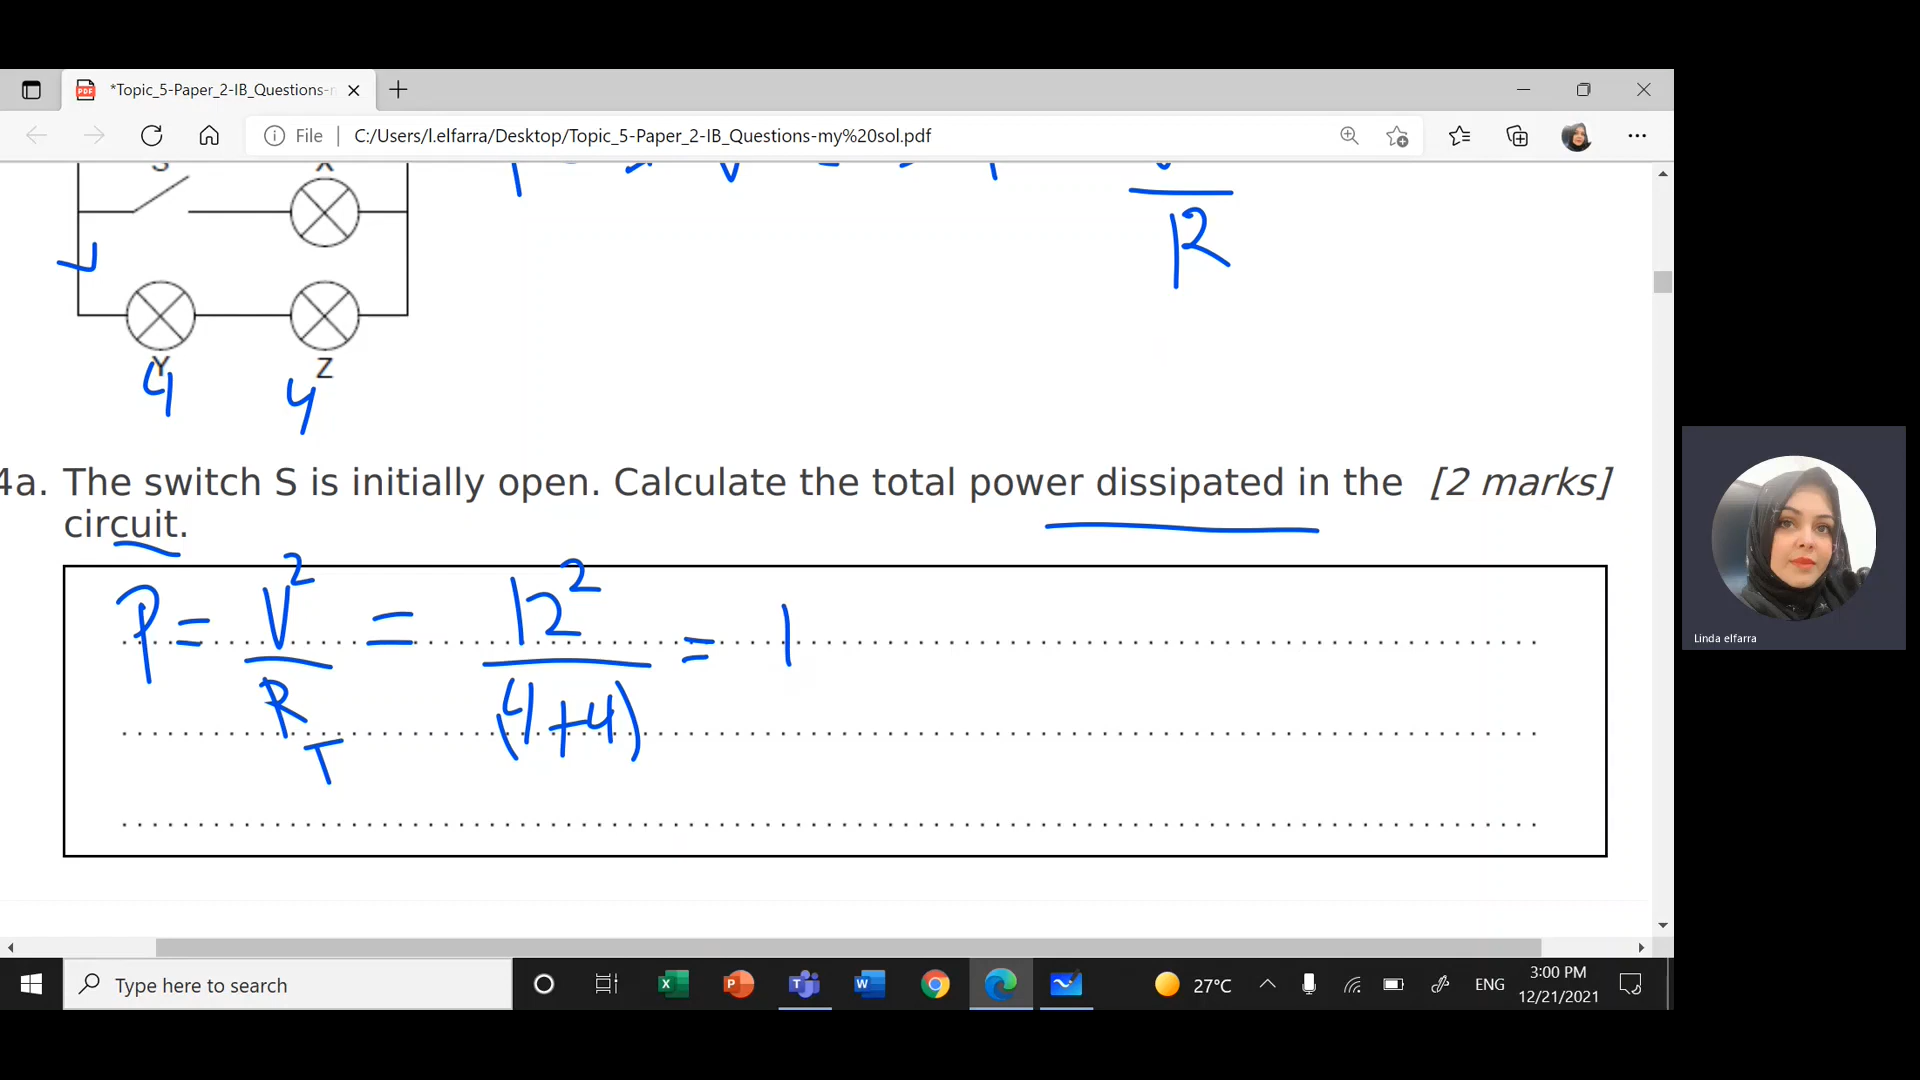 *Topic_5-Paper_2-IB_Questions-m
File
C:/Users/l.elfarra/Desktop/Topic_5-Paper_2-IB_Questions-my%20sol.pdf
S X
R
Y Z
4 4
4a. The switch S is initially open. Calculate the total power dissipated in the [2 marks]
circuit.
P = V² / R_T = 12² / (4+4) = 1
Linda elfarra
Type here to search
27°C
ENG
3:00 PM
12/21/2021